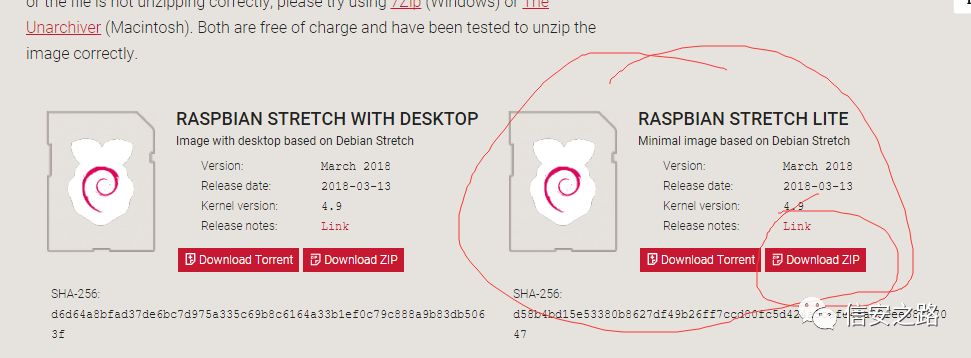 or the file is not unzipping correctly, please try using 7Zip (Windows) or The
Unarchiver (Macintosh). Both are free of charge and have been tested to unzip the
image correctly.
RASPBIAN STRETCH WITH DESKTOP
Image with desktop based on Debian Stretch
Version: March 2018
Release date: 2018-03-13
Kernel version: 4.9
Release notes: Link
Download Torrent Download ZIP
SHA-256:
d6d64a8bfad37de6bc7d975a335c69b8c6164a33b1ef0c79c888a9b83db5063f
RASPBIAN STRETCH LITE
Minimal image based on Debian Stretch
Version: March 2018
Release date: 2018-03-13
Kernel version: 4.9
Release notes: Link
Download Torrent Download ZIP
SHA-256:
47
信安之路